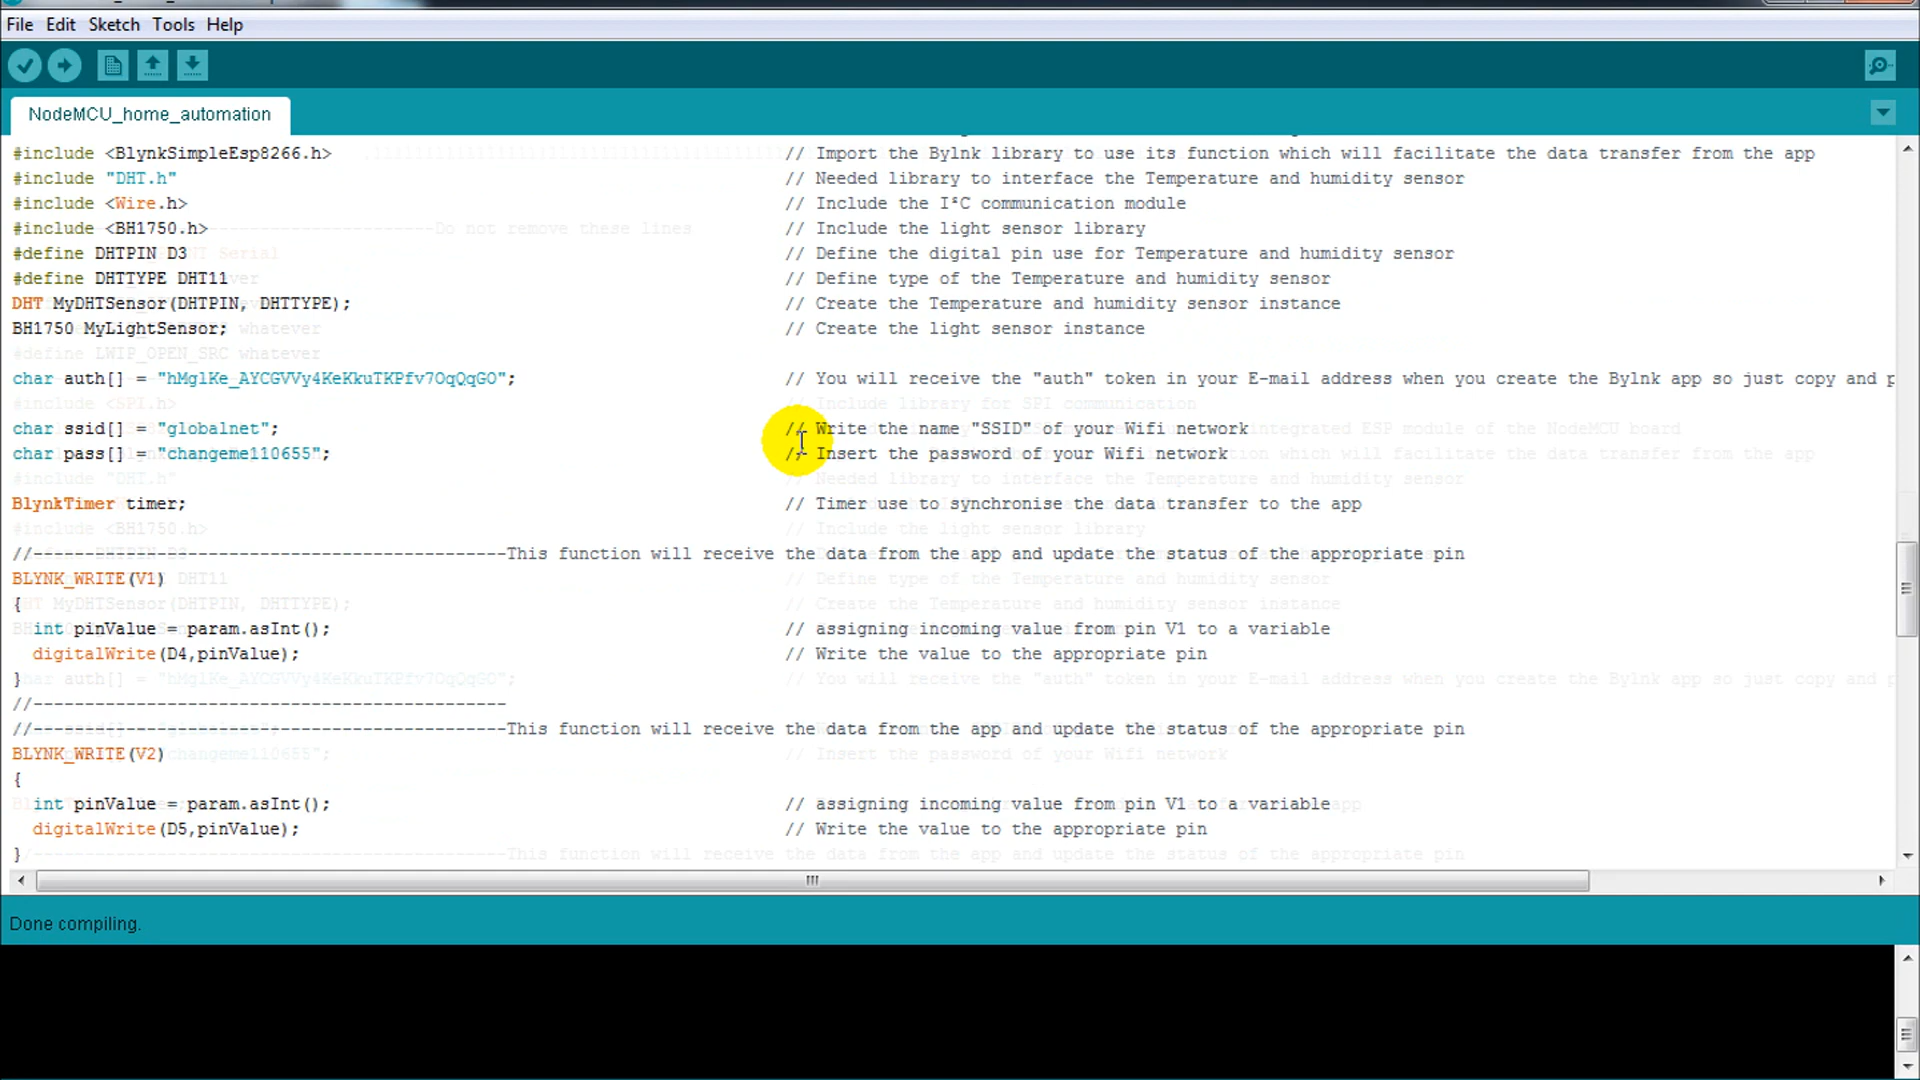 File Edit Sketch Tools Help
NodeMCU_home_automation
#include <BlynkSimpleEsp8266.h> // Import the Bylnk library to use its function which will facilitate the data transfer from the app
#include "DHT.h" // Needed library to interface the Temperature and humidity sensor
#include <Wire.h> // Include the I²C communication module
#include <BH1750.h> // Include the light sensor library
#define DHTPIN D3 // Define the digital pin use for Temperature and humidity sensor
#define DHTTYPE DHT11 // Define type of the Temperature and humidity sensor
DHT MyDHTSensor(DHTPIN, DHTTYPE); // Create the Temperature and humidity sensor instance
BH1750 MyLightSensor; // Create the light sensor instance
char auth[] = "hMglKe_AYCGVVy4KeKkuTKPfv7OqQqGO"; // You will receive the "auth" token in your E-mail address when you create the Bylnk app so just copy and p
char ssid[] = "globalnet"; // Write the name "SSID" of your Wifi network
char pass[] = "changeme110655"; // Insert the password of your Wifi network
BlynkTimer timer; // Timer use to synchronise the data transfer to the app
//----------------------------------------------This function will receive the data from the app and update the status of the appropriate pin
BLYNK_WRITE(V1)
{
int pinValue = param.asInt(); // assigning incoming value from pin V1 to a variable
digitalWrite(D4,pinValue); // Write the value to the appropriate pin
}
//----------------------------------------------
//----------------------------------------------This function will receive the data from the app and update the status of the appropriate pin
BLYNK_WRITE(V2)
{
int pinValue = param.asInt(); // assigning incoming value from pin V1 to a variable
digitalWrite(D5,pinValue); // Write the value to the appropriate pin
}
Done compiling.